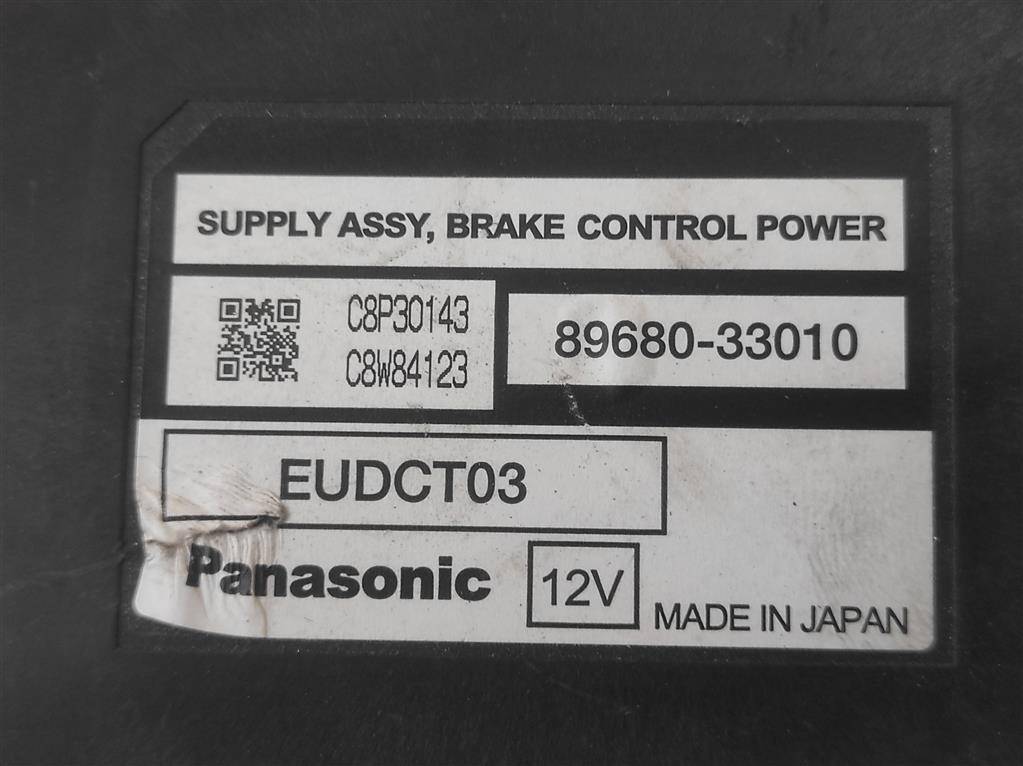 SUPPLY ASSY, BRAKE CONTROL POWER
C8P30143
C8W84123
89680-33010
EUDCT03
Panasonic
12V
MADE IN JAPAN